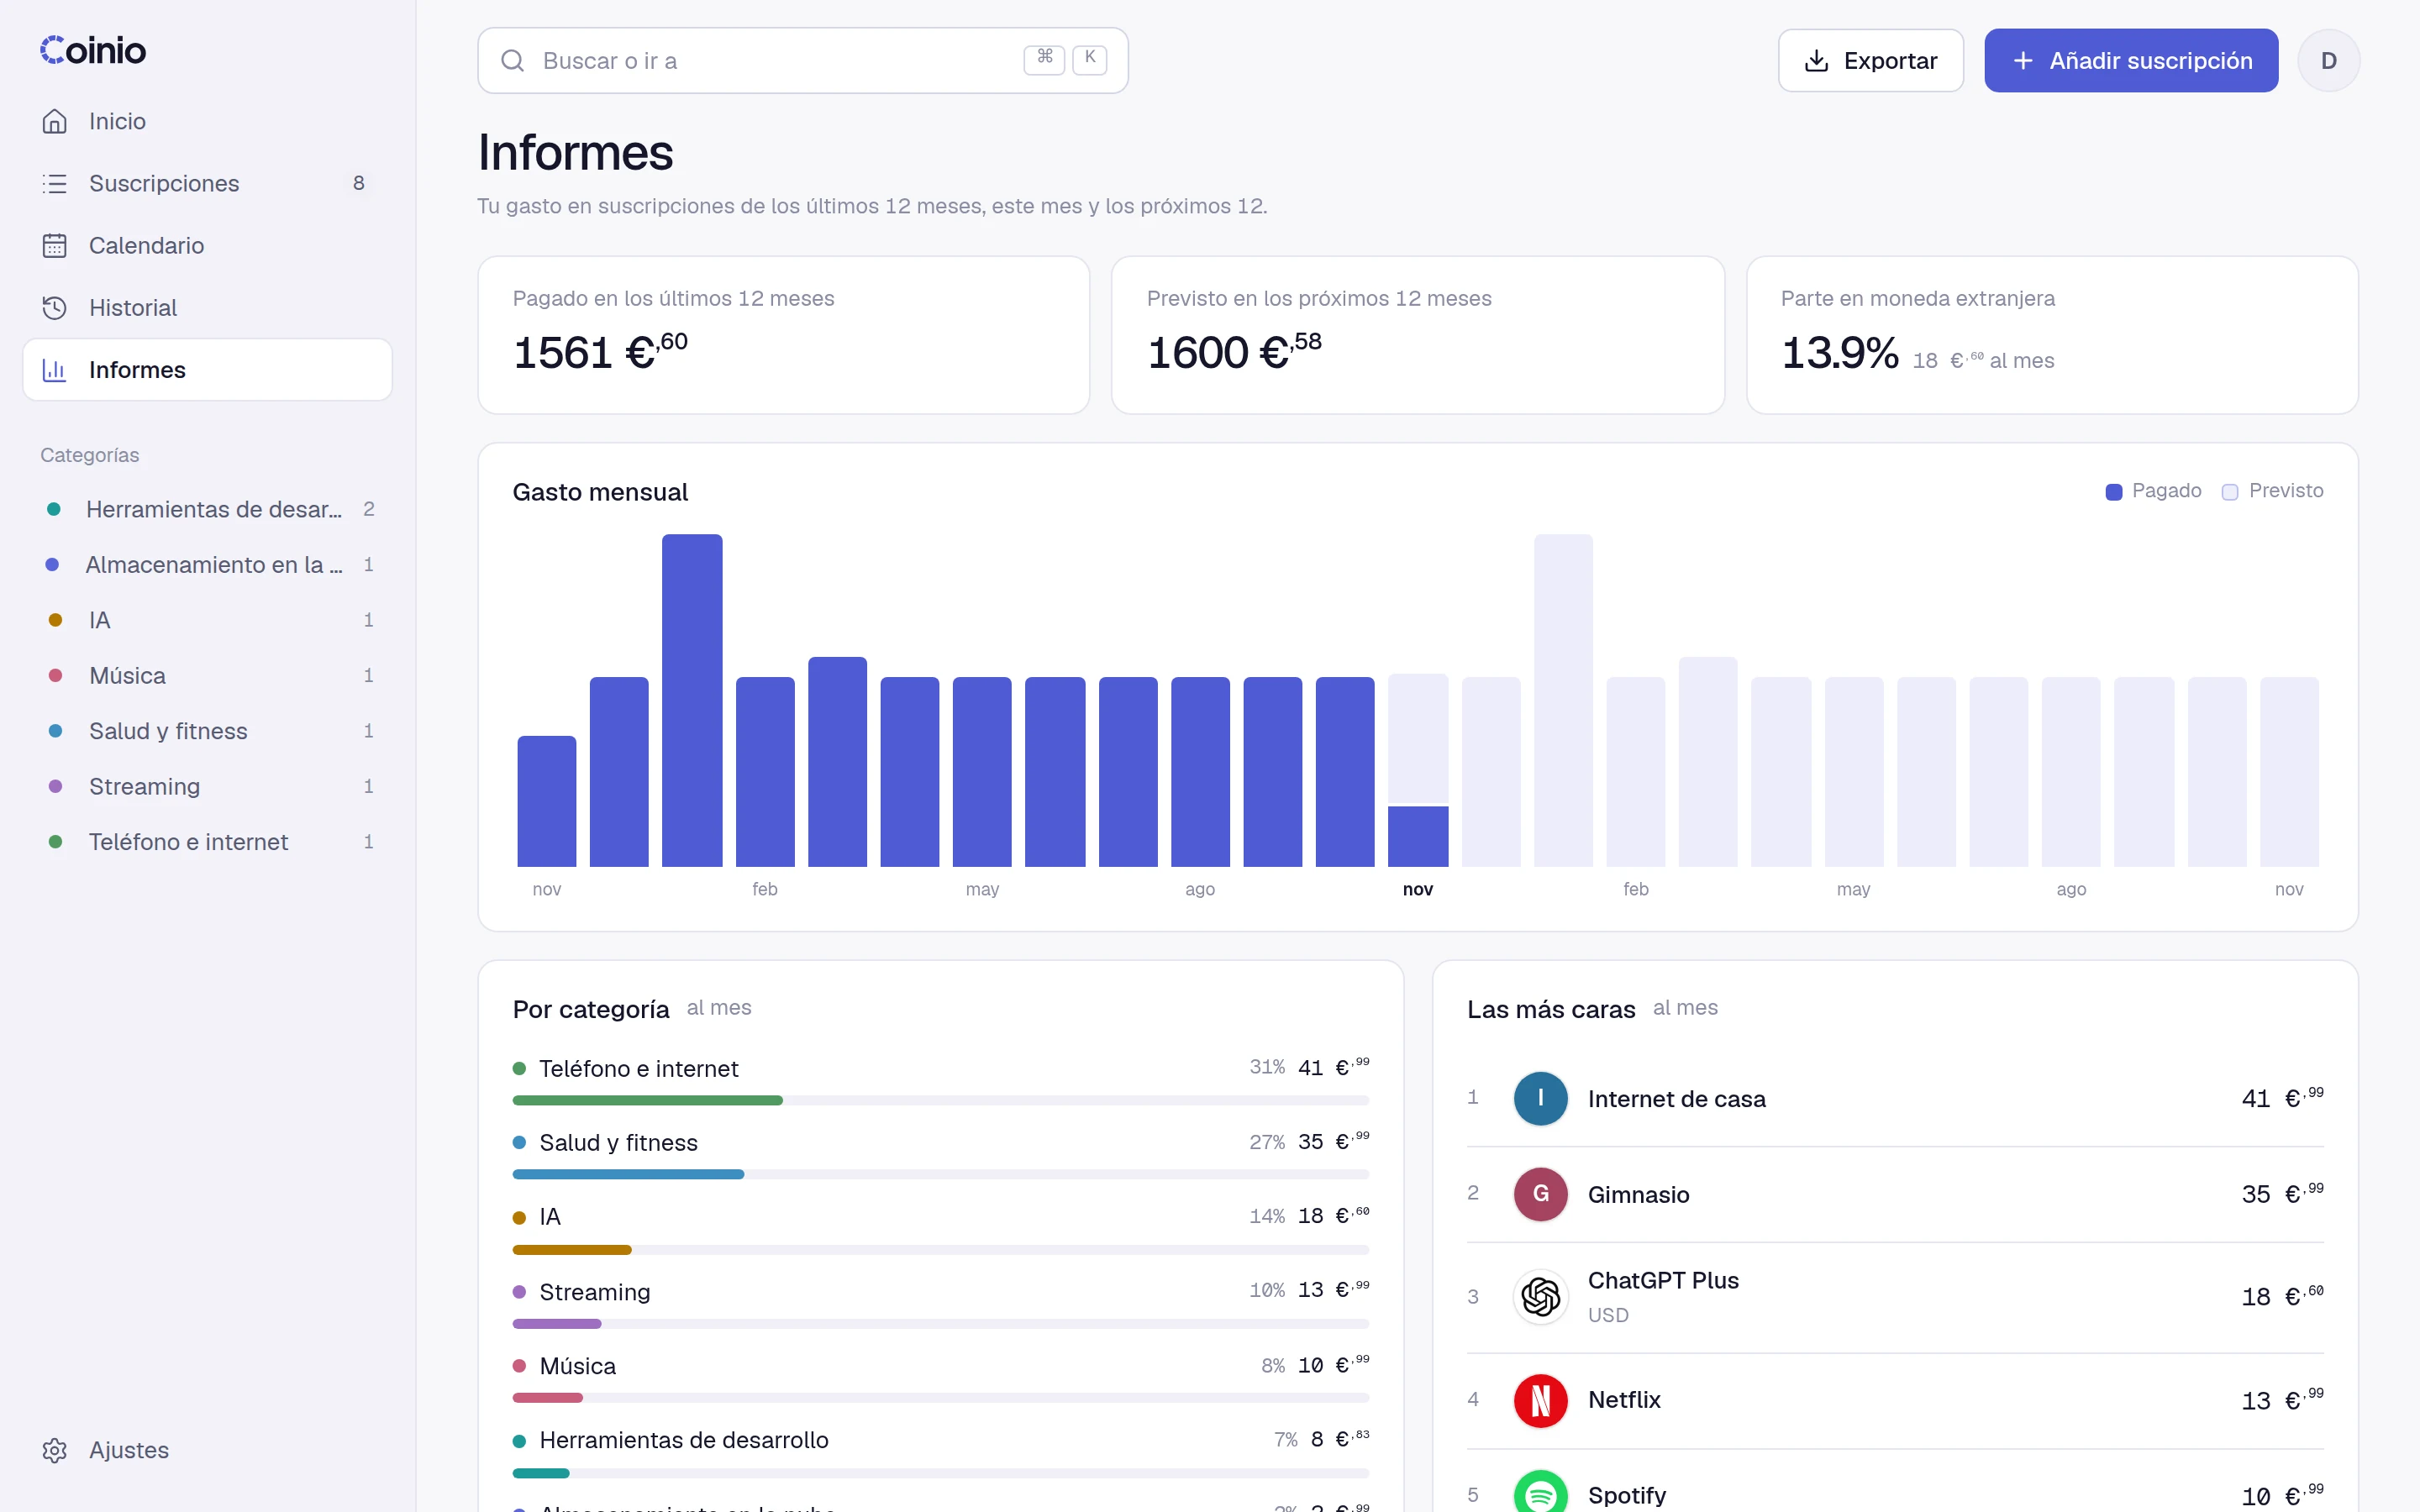 Coinio
Inicio
Suscripciones 8
Calendario
Historial
Informes
Categorías
Herramientas de desar... 2
Almacenamiento en la ... 1
IA 1
Música 1
Salud y fitness 1
Streaming 1
Teléfono e internet 1
Ajustes
Buscar o ir a ⌘ K
Exportar
Añadir suscripción
D
Informes
Tu gasto en suscripciones de los últimos 12 meses, este mes y los próximos 12.
Pagado en los últimos 12 meses
1561 €,60
Previsto en los próximos 12 meses
1600 €,58
Parte en moneda extranjera
13.9% 18 €,60 al mes
Gasto mensual
Pagado Previsto
nov feb may ago nov feb may ago nov
Por categoría al mes
Teléfono e internet 31% 41 €,99
Salud y fitness 27% 35 €,99
IA 14% 18 €,60
Streaming 10% 13 €,99
Música 8% 10 €,99
Herramientas de desarrollo 7% 8 €,83
Las más caras al mes
1 I Internet de casa 41 €,99
2 G Gimnasio 35 €,99
3 ChatGPT Plus 18 €,60
USD
4 N Netflix 13 €,99
5 Spotify 10 €,99